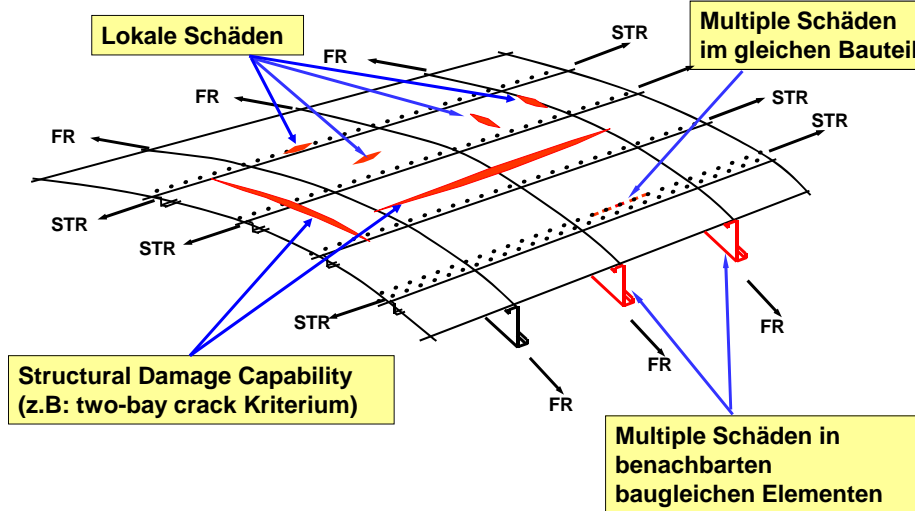 Lokale Schäden
Multiple Schäden
im gleichen Bauteil
STR
FR
FR
STR
FR
STR
STR
STR
STR
STR
FR
FR
FR
Structural Damage Capability
(z.B: two-bay crack Kriterium)
Multiple Schäden in
benachbarten
baugleichen Elementen